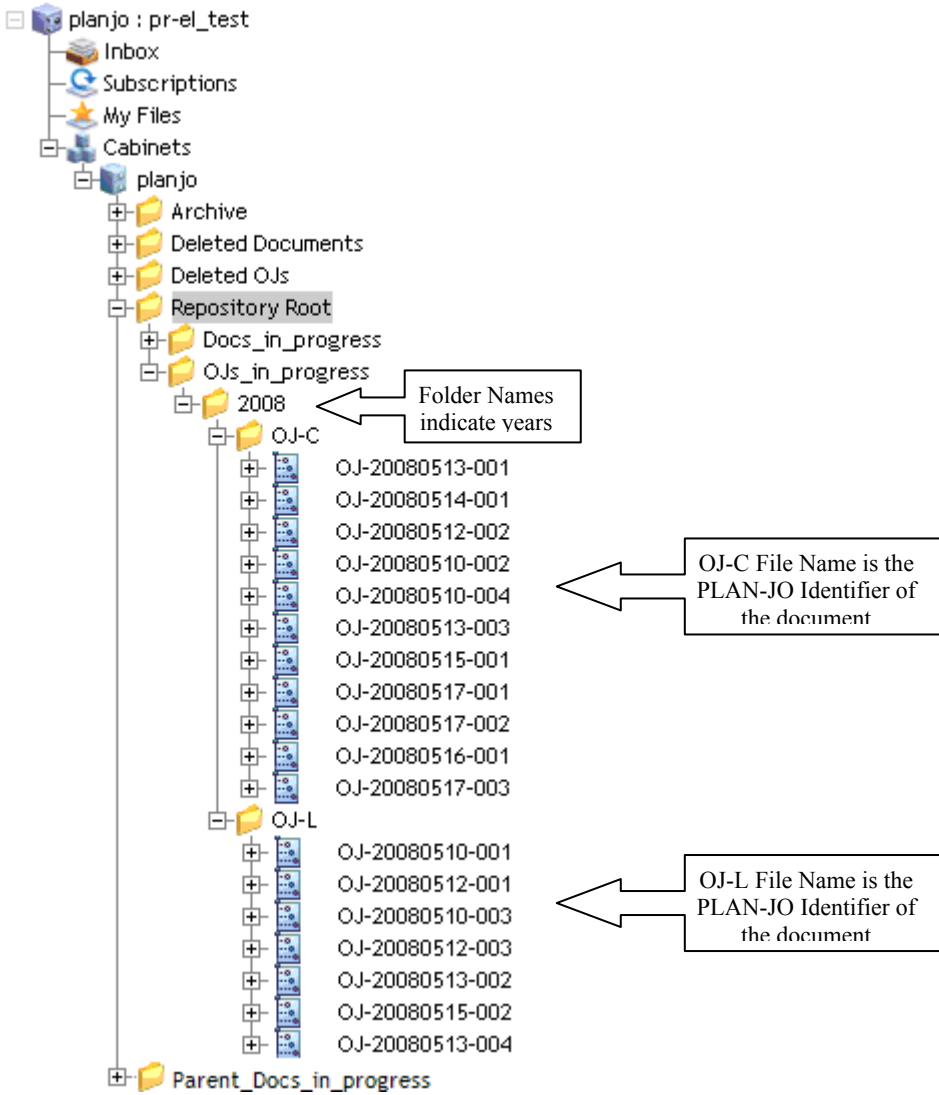 planjo : pr-el_test
Inbox
Subscriptions
My Files
Cabinets
planjo
Archive
Deleted Documents
Deleted OJs
Repository Root
Docs_in_progress
OJs_in_progress
2008
Folder Names
indicate years
OJ-C
OJ-20080513-001
OJ-20080514-001
OJ-20080512-002
OJ-20080510-002
OJ-20080510-004
OJ-20080513-003
OJ-20080515-001
OJ-20080517-001
OJ-20080517-002
OJ-20080516-001
OJ-20080517-003
OJ-C File Name is the
PLAN-JO Identifier of
the document
OJ-L
OJ-20080510-001
OJ-20080512-001
OJ-20080510-003
OJ-20080512-003
OJ-20080513-002
OJ-20080515-002
OJ-20080513-004
OJ-L File Name is the
PLAN-JO Identifier of
the document
Parent_Docs_in_progress